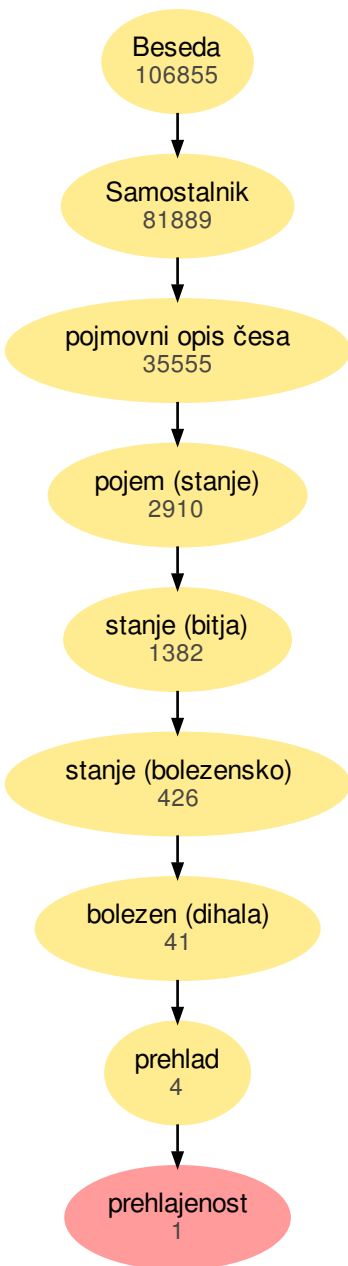 Beseda
106855
Samostalnik
81889
pojmovni opis česa
35555
pojem (stanje)
2910
stanje (bitja)
1382
stanje (bolezensko)
426
bolezen (dihala)
41
prehlad
4
prehlajenost
1